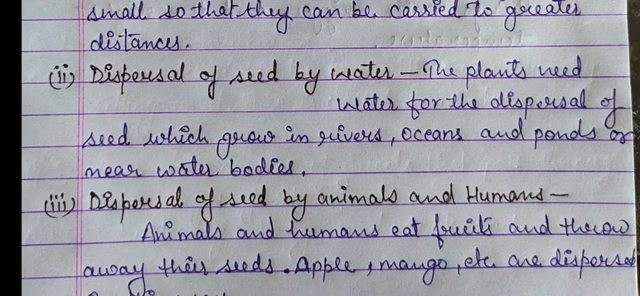 small so that they can be carried to greater
distances.
(ii) Dispersal of seed by water – The plants need
water for the dispersal of
seed which grow in rivers, oceans and ponds or
near water bodies.
(iii) Dispersal of seed by animals and Humans –
Animals and humans eat fruits and throw
away their seeds. Apple, mango, etc are dispersed